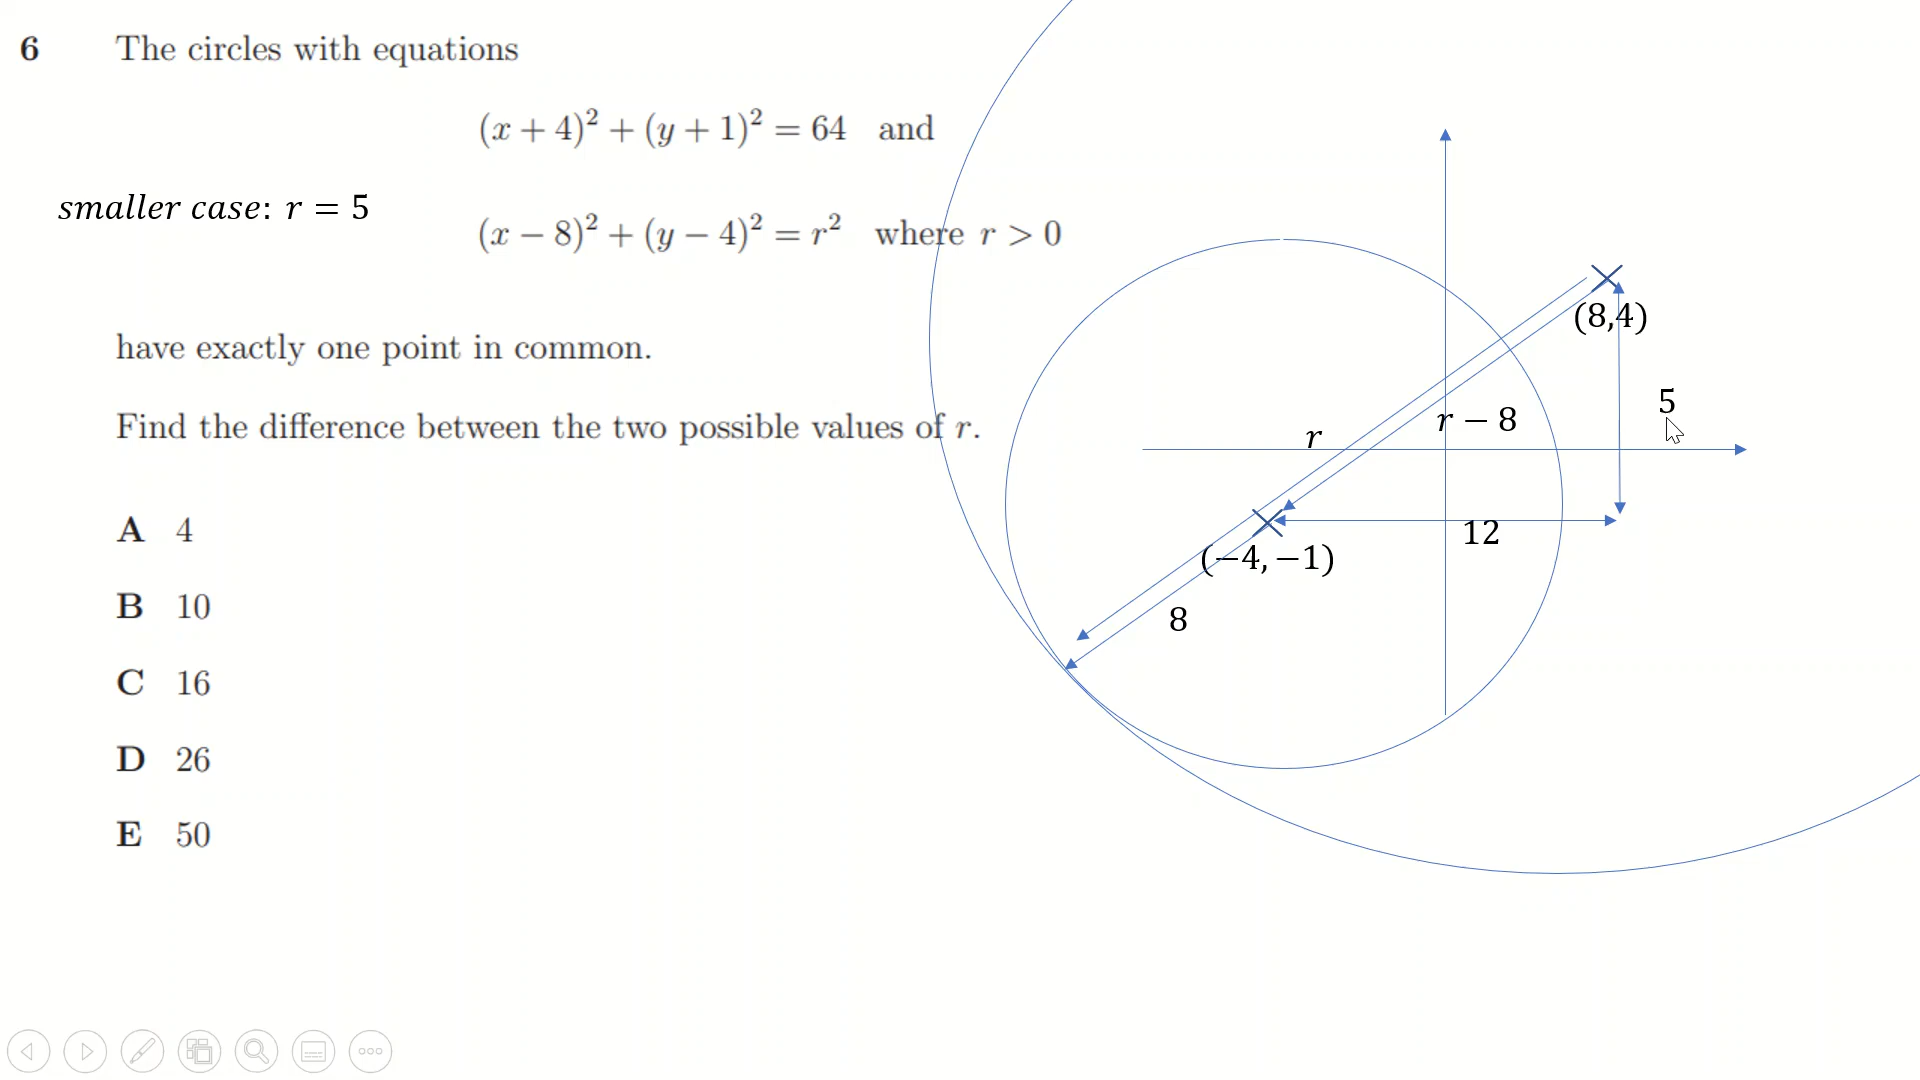 6 The circles with equations
(x + 4)² + (y + 1)² = 64 and
smaller case: r = 5
(x − 8)² + (y − 4)² = r² where r > 0
have exactly one point in common.
Find the difference between the two possible values of r.
A 4
B 10
C 16
D 26
E 50
(8,4)
5
r − 8
r
12
(−4, −1)
8